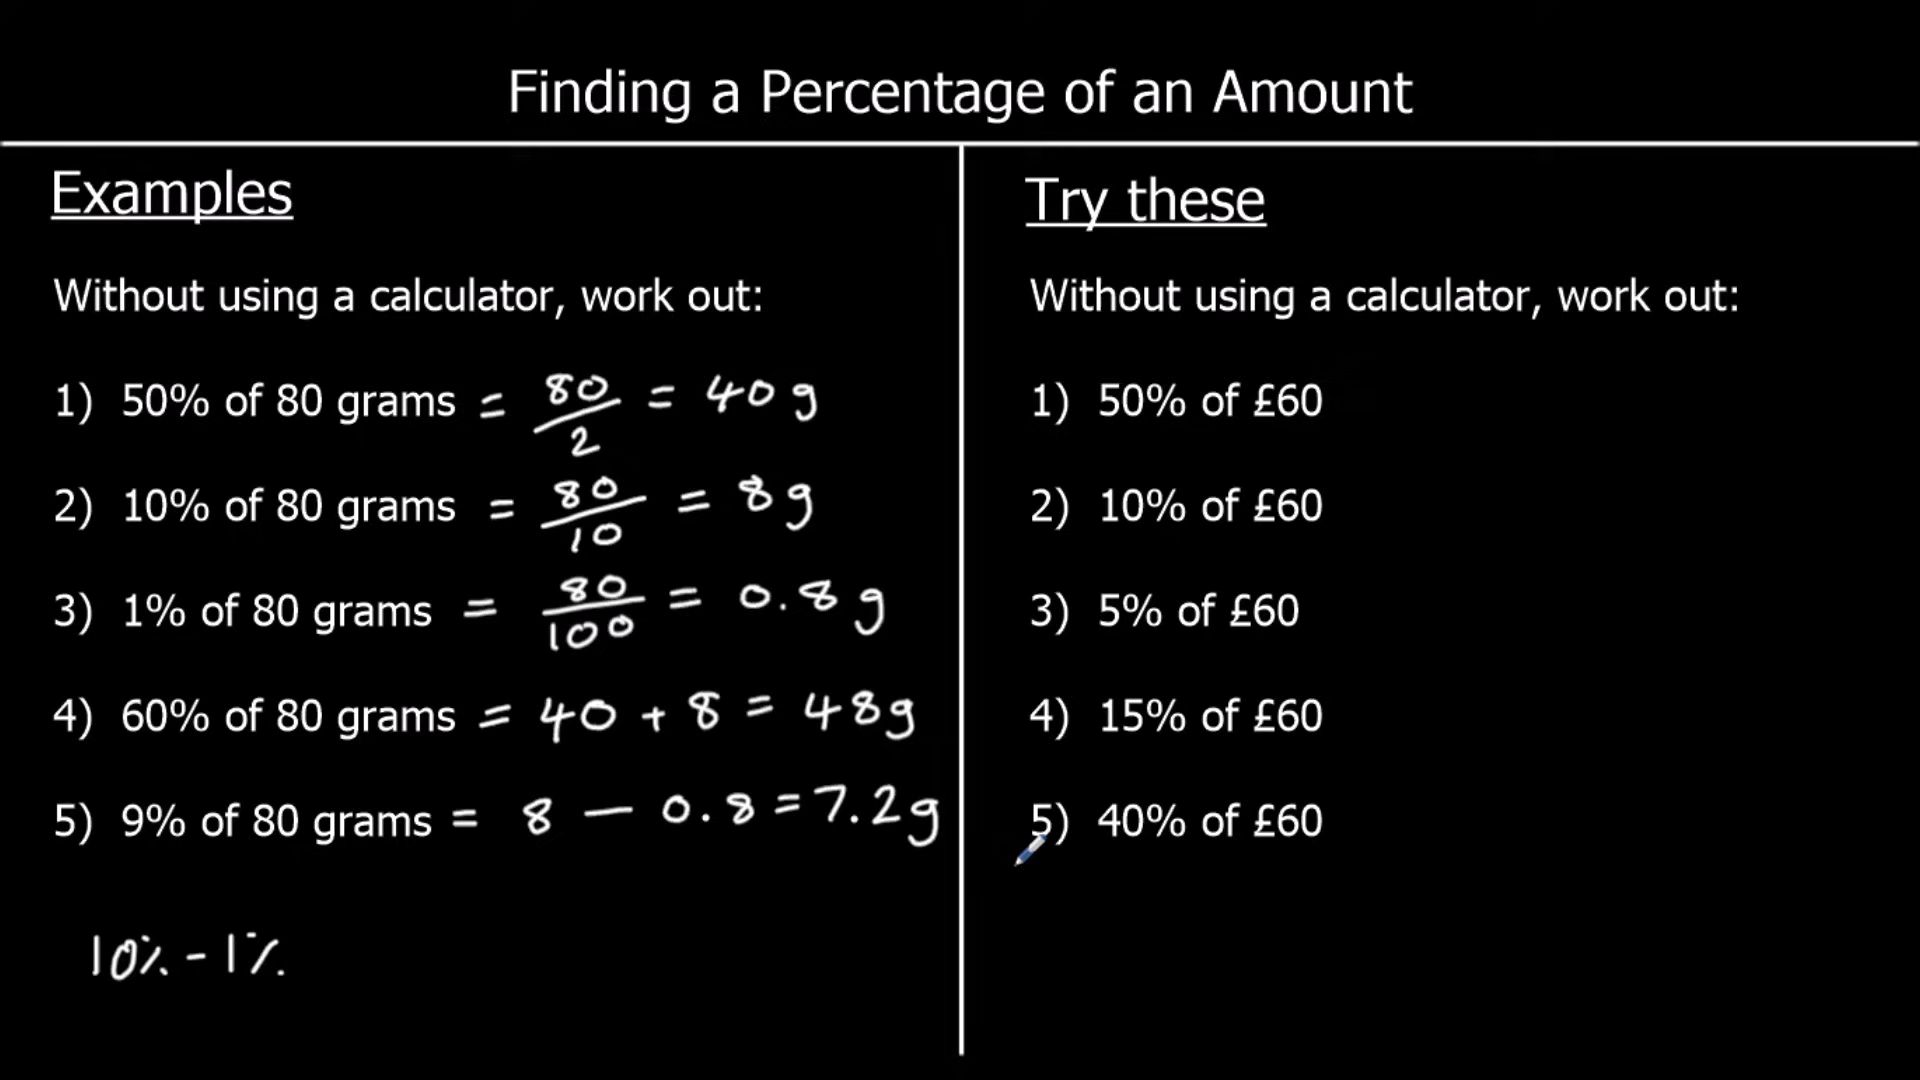 Finding a Percentage of an Amount
Examples
Without using a calculator, work out:
1) 50% of 80 grams = 80/2 = 40g
2) 10% of 80 grams = 80/10 = 8g
3) 1% of 80 grams = 80/100 = 0.8g
4) 60% of 80 grams = 40 + 8 = 48g
5) 9% of 80 grams = 8 - 0.8 = 7.2g
10% - 1%
Try these
Without using a calculator, work out:
1) 50% of £60
2) 10% of £60
3) 5% of £60
4) 15% of £60
5) 40% of £60